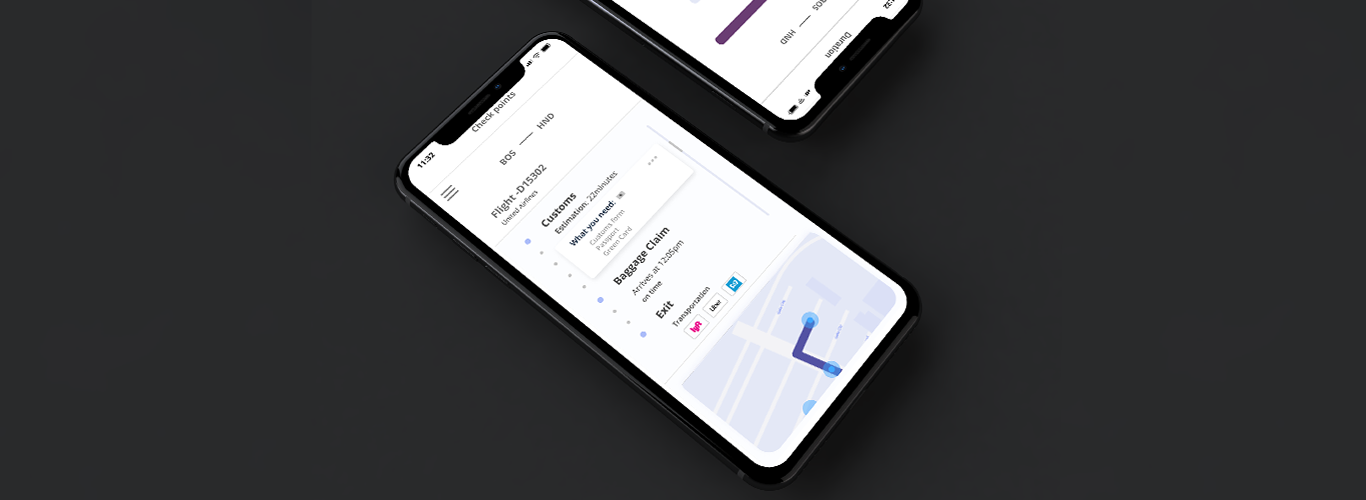 11:32
Check points
BOS — HND
Flight -D15302
United Airlines
Customs
Estimation: 22minutes
What you need:
Customs form
Passport
Green Card
Baggage Claim
Arrives at 12:05pm
on time
Exit
Transportation
lyft
Uber
Duration
BOS — HND